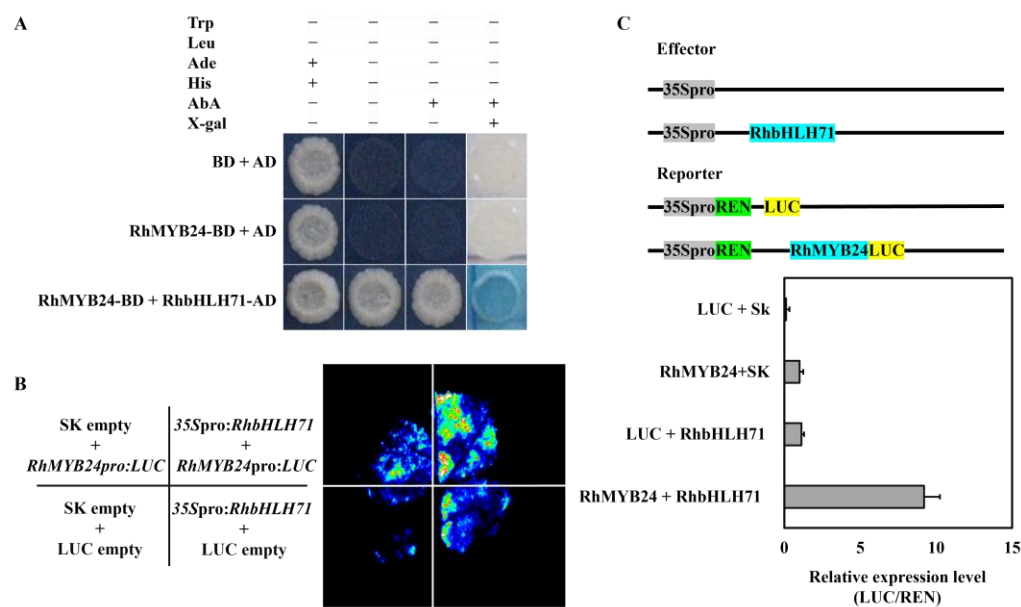 A
Trp − − − −
Leu − − − −
Ade + − − −
His + − − −
AbA − − + +
X-gal − − − +
BD + AD
RhMYB24-BD + AD
RhMYB24-BD + RhbHLH71-AD
B
SK empty
+
RhMYB24pro:LUC
35Spro:RhbHLH71
+
RhMYB24pro:LUC
SK empty
+
LUC empty
35Spro:RhbHLH71
+
LUC empty
C
Effector
35Spro
35Spro RhbHLH71
Reporter
35Spro REN LUC
35Spro REN RhMYB24 LUC
LUC + Sk
RhMYB24+SK
LUC + RhbHLH71
RhMYB24 + RhbHLH71
0 5 10 15
Relative expression level
(LUC/REN)